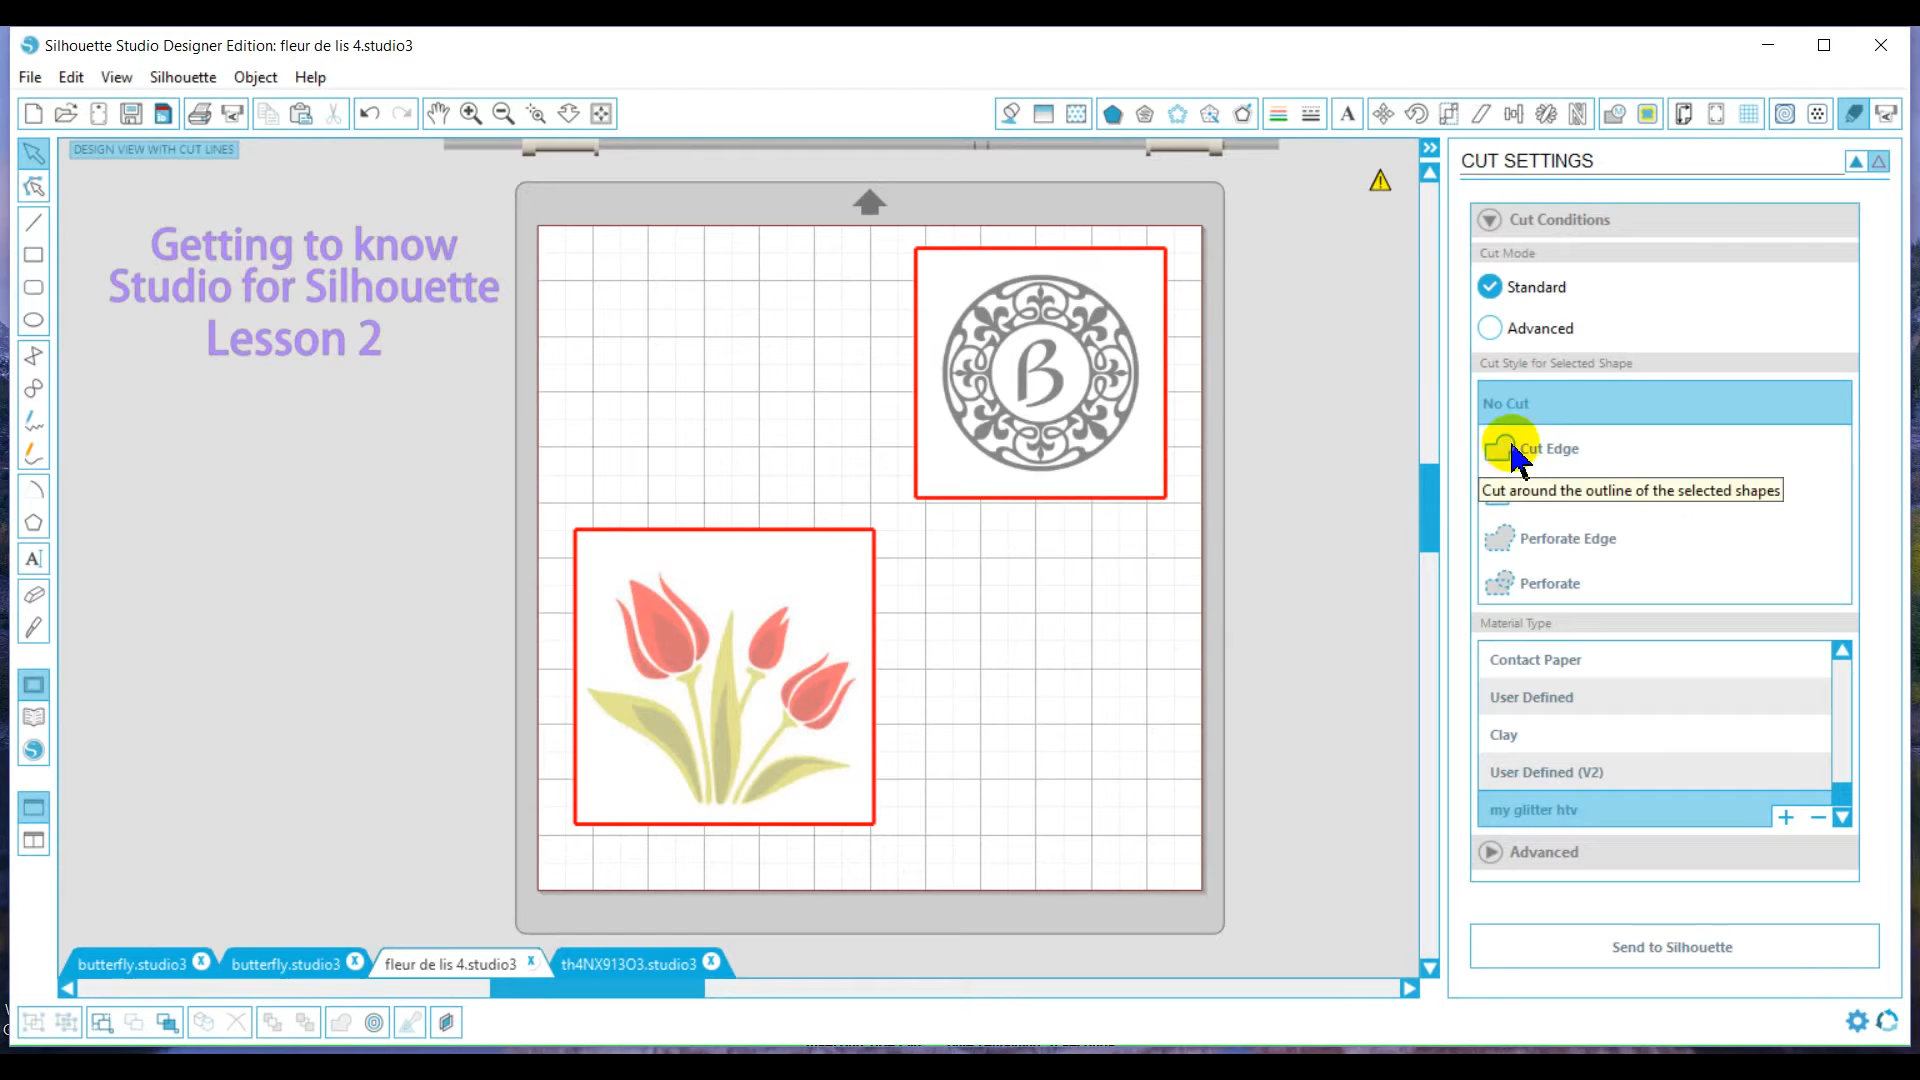 Silhouette Studio Designer Edition: fleur de lis 4.studio3
File Edit View Silhouette Object Help
DESIGN VIEW WITH CUT LINES
Getting to know
Studio for Silhouette
Lesson 2
B
CUT SETTINGS
Cut Conditions
Cut Mode
Standard
Advanced
Cut Style for Selected Shape
No Cut
Cut Edge
Cut around the outline of the selected shapes
Perforate Edge
Perforate
Material Type
Contact Paper
User Defined
Clay
User Defined (V2)
my glitter htv
Advanced
Send to Silhouette
butterfly.studio3 butterfly.studio3 fleur de lis 4.studio3 th4NX913O3.studio3